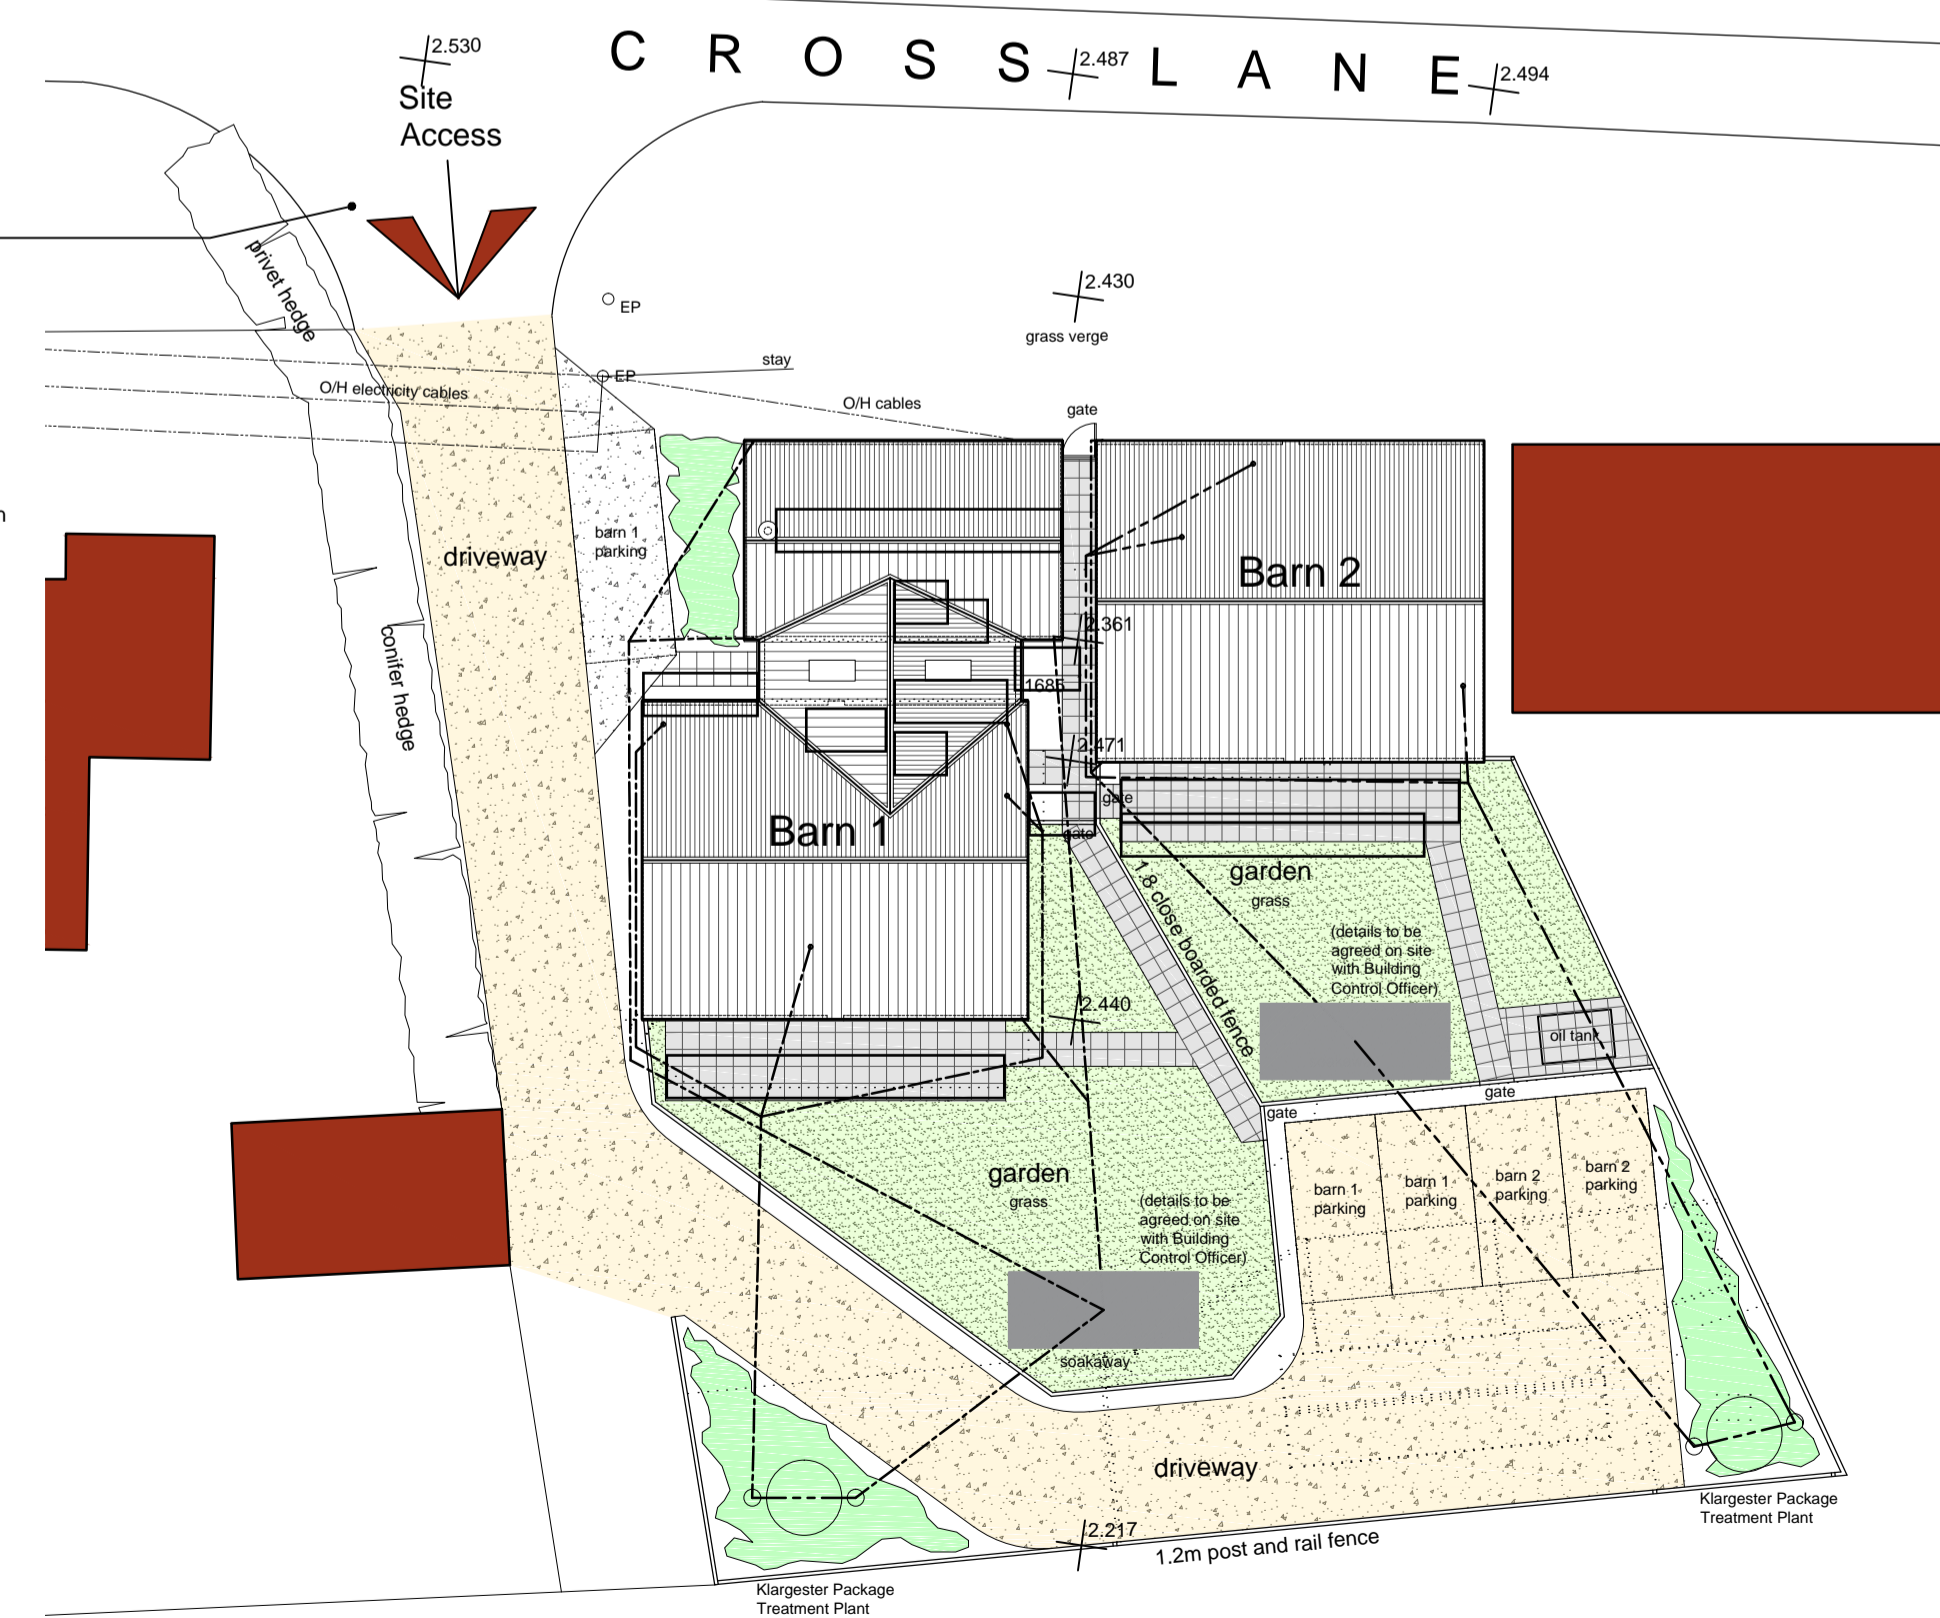 C R O S S L A N E
2.530
2.487
2.494
Site
Access
privet hedge
EP
2.430
grass verge
EP
stay
O/H electricity cables
O/H cables
gate
driveway
barn 1
parking
Barn 2
2.361
conifer hedge
1685
2.471
gate
gate
Barn 1
garden
grass
1.8 close boarded fence
(details to be
agreed on site
with Building
Control Officer)
2.440
oil tank
gate
gate
garden
grass
(details to be
agreed on site
with Building
Control Officer)
barn 1
parking
barn 1
parking
barn 2
parking
barn 2
parking
soakaway
driveway
2.217
1.2m post and rail fence
Klargester Package
Treatment Plant
Klargester Package
Treatment Plant